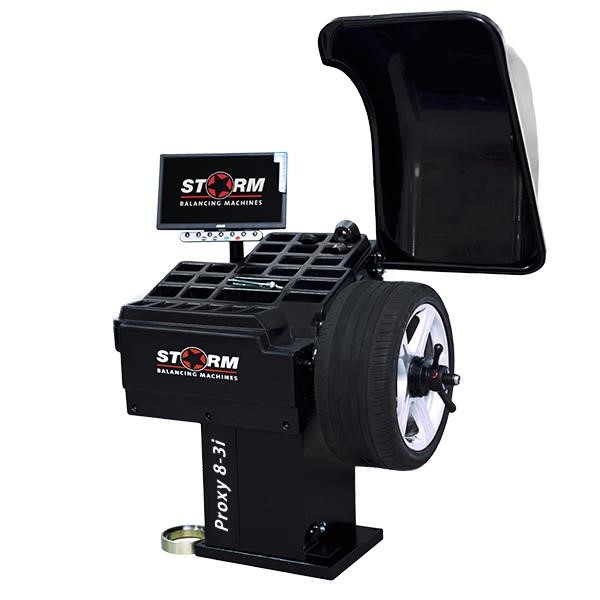 STORM
BALANCING MACHINES
STORM
BALANCING MACHINES
Proxy 8-3i